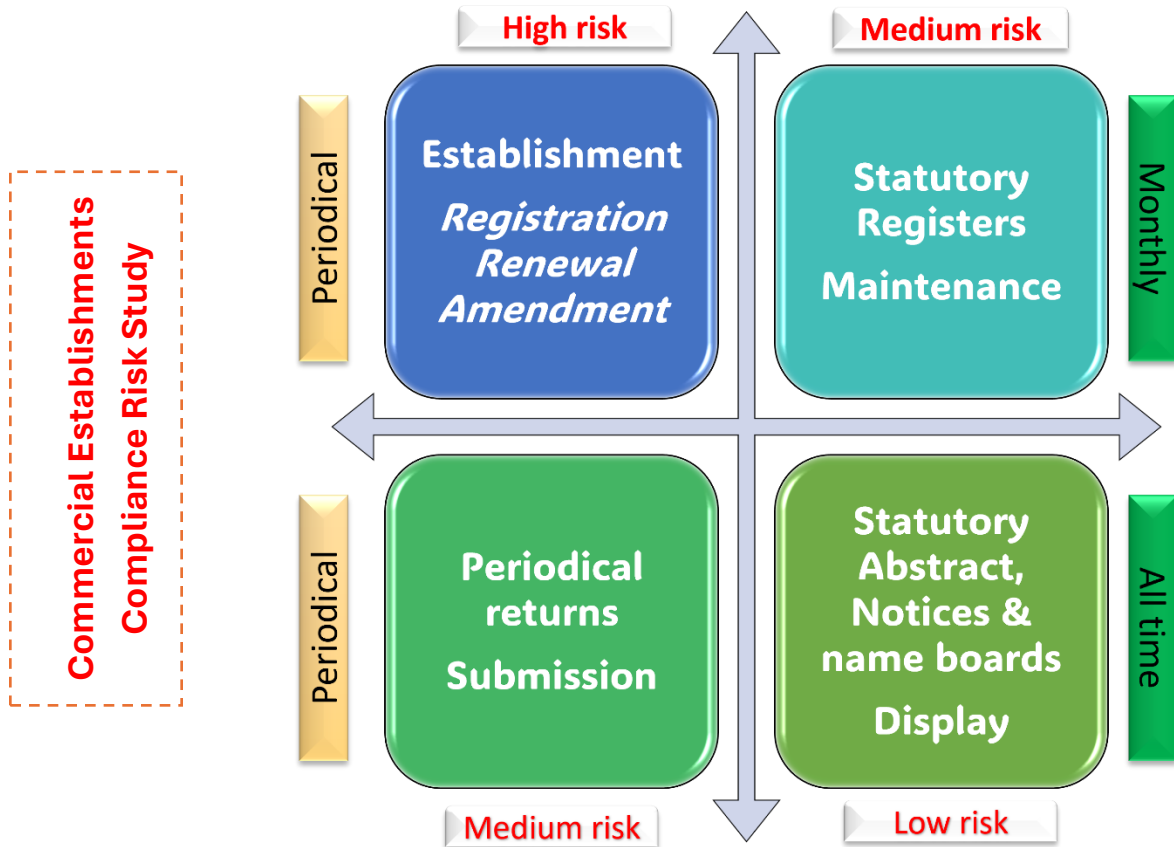 Commercial Establishments
Compliance Risk Study
High risk
Medium risk
Periodical
Establishment
Registration
Renewal
Amendment
Statutory
Registers
Maintenance
Monthly
Periodical
Periodical
returns
Submission
Statutory
Abstract,
Notices &
name boards
Display
All time
Medium risk
Low risk